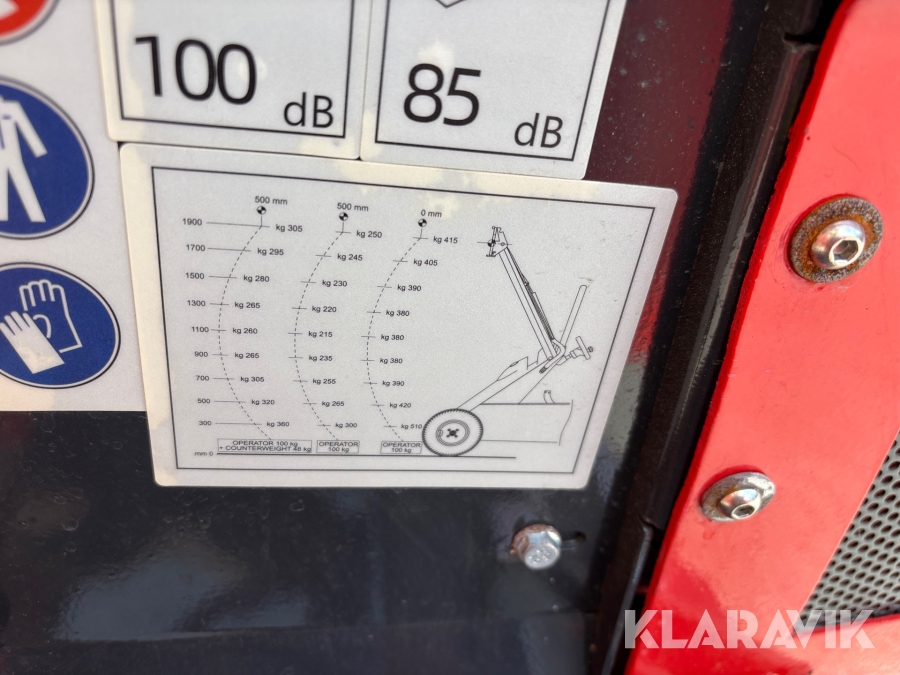 100 dB
85 dB
500 mm 500 mm 0 mm
1900 kg 305 kg 250 kg 415
1700 kg 295 kg 245 kg 405
1500 kg 280 kg 230 kg 390
1300 kg 265 kg 220 kg 380
1100 kg 260 kg 215 kg 380
900 kg 265 kg 235 kg 380
700 kg 305 kg 255 kg 390
500 kg 320 kg 265 kg 420
300 kg 360 kg 300 kg 510
OPERATOR 100 kg OPERATOR OPERATOR
+ COUNTERWEIGHT 48 kg 100 kg 100 kg
mm 0
KLARAVIK